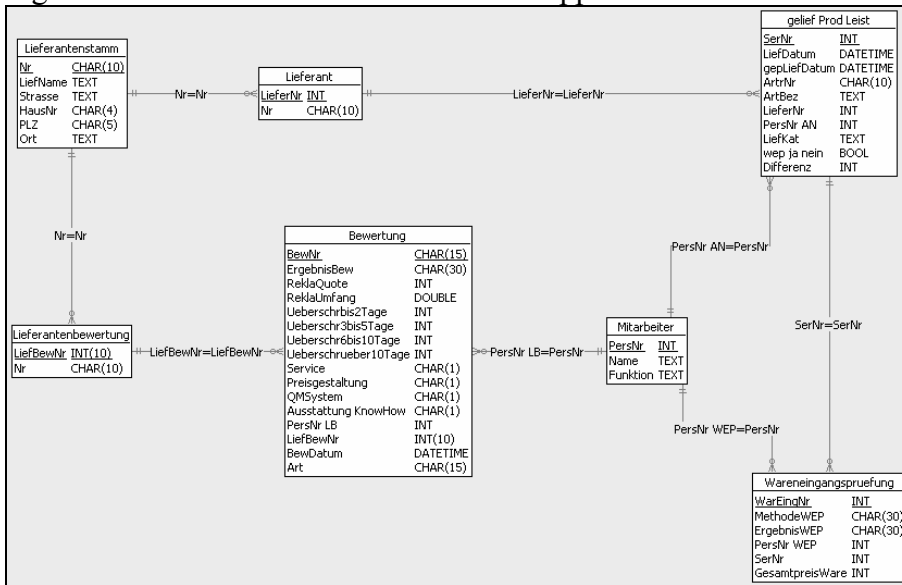 Lieferantenstamm
Nr CHAR(10)
LiefName TEXT
Strasse TEXT
HausNr CHAR(4)
PLZ CHAR(5)
Ort TEXT
Nr=Nr
Lieferant
LieferNr INT
Nr CHAR(10)
LieferNr=LieferNr
gelief Prod Leist
SerNr INT
LiefDatum DATETIME
gepLiefDatum DATETIME
ArtrNr CHAR(10)
ArtBez TEXT
LieferNr INT
PersNr AN INT
LiefKat TEXT
wep ja nein BOOL
Differenz INT
Nr=Nr
Bewertung
BewNr CHAR(15)
ErgebnisBew CHAR(30)
ReklaQuote INT
ReklaUmfang DOUBLE
Ueberschrbis2Tage INT
Ueberschr3bis5Tage INT
Ueberschr6bis10Tage INT
Ueberschrueber10Tage INT
Service CHAR(1)
Preisgestaltung CHAR(1)
QMSystem CHAR(1)
Ausstattung KnowHow CHAR(1)
PersNr LB INT
LiefBewNr INT(10)
BewDatum DATETIME
Art CHAR(15)
PersNr AN=PersNr
Lieferantenbewertung
LiefBewNr INT(10)
Nr CHAR(10)
LiefBewNr=LiefBewNr
PersNr LB=PersNr
Mitarbeiter
PersNr INT
Name TEXT
Funktion TEXT
SerNr=SerNr
PersNr WEP=PersNr
Wareneingangspruefung
WarEingNr INT
MethodeWEP CHAR(30)
ErgebnisWEP CHAR(30)
PersNr WEP INT
SerNr INT
GesamtpreisWare INT